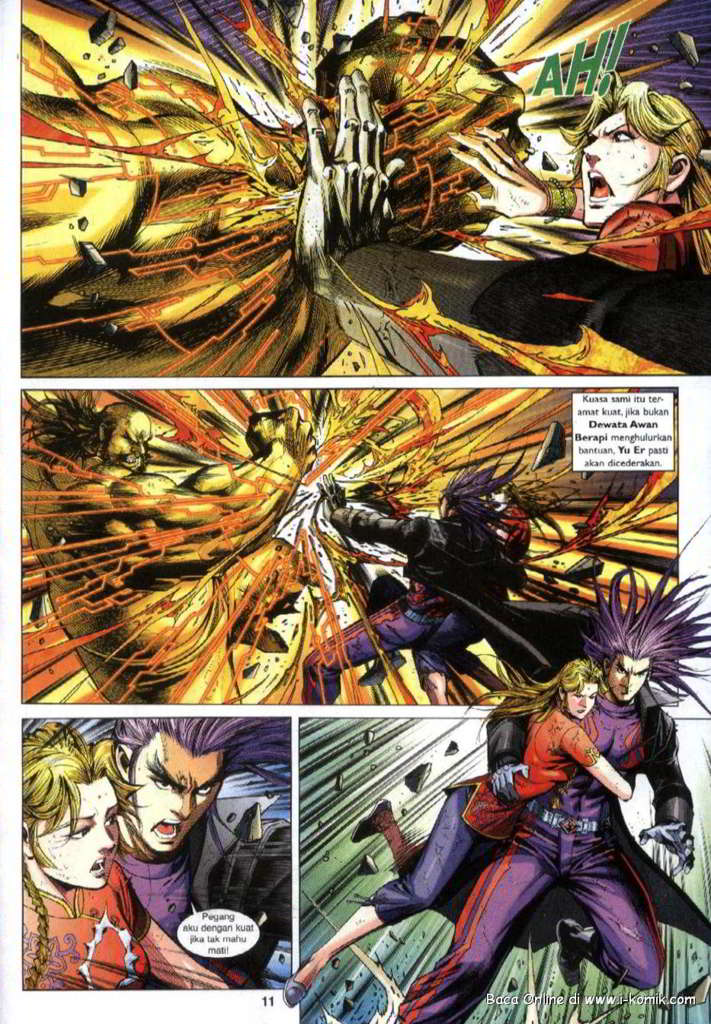 AH!
Kuasa sami itu ter-
amat kuat, jika bukan
Dewata Awan
Berapi menghulurkan
bantuan, Yu Er pasti
akan dicederakan.
Pegang
aku dengan kuat
jika tak mahu
mati!
11
Baca Online di www.i-komik.com